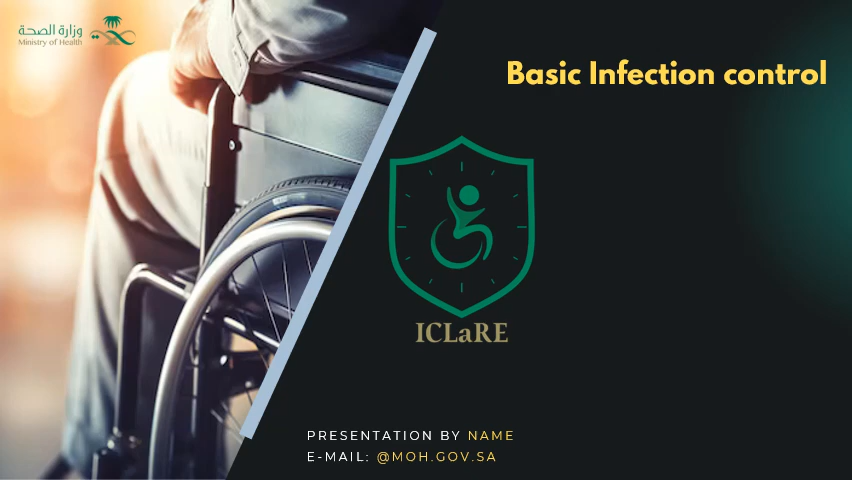 وزارة الصحة
Ministry of Health
Basic Infection control
ICLaRE
PRESENTATION BY NAME
E-MAIL: @MOH.GOV.SA